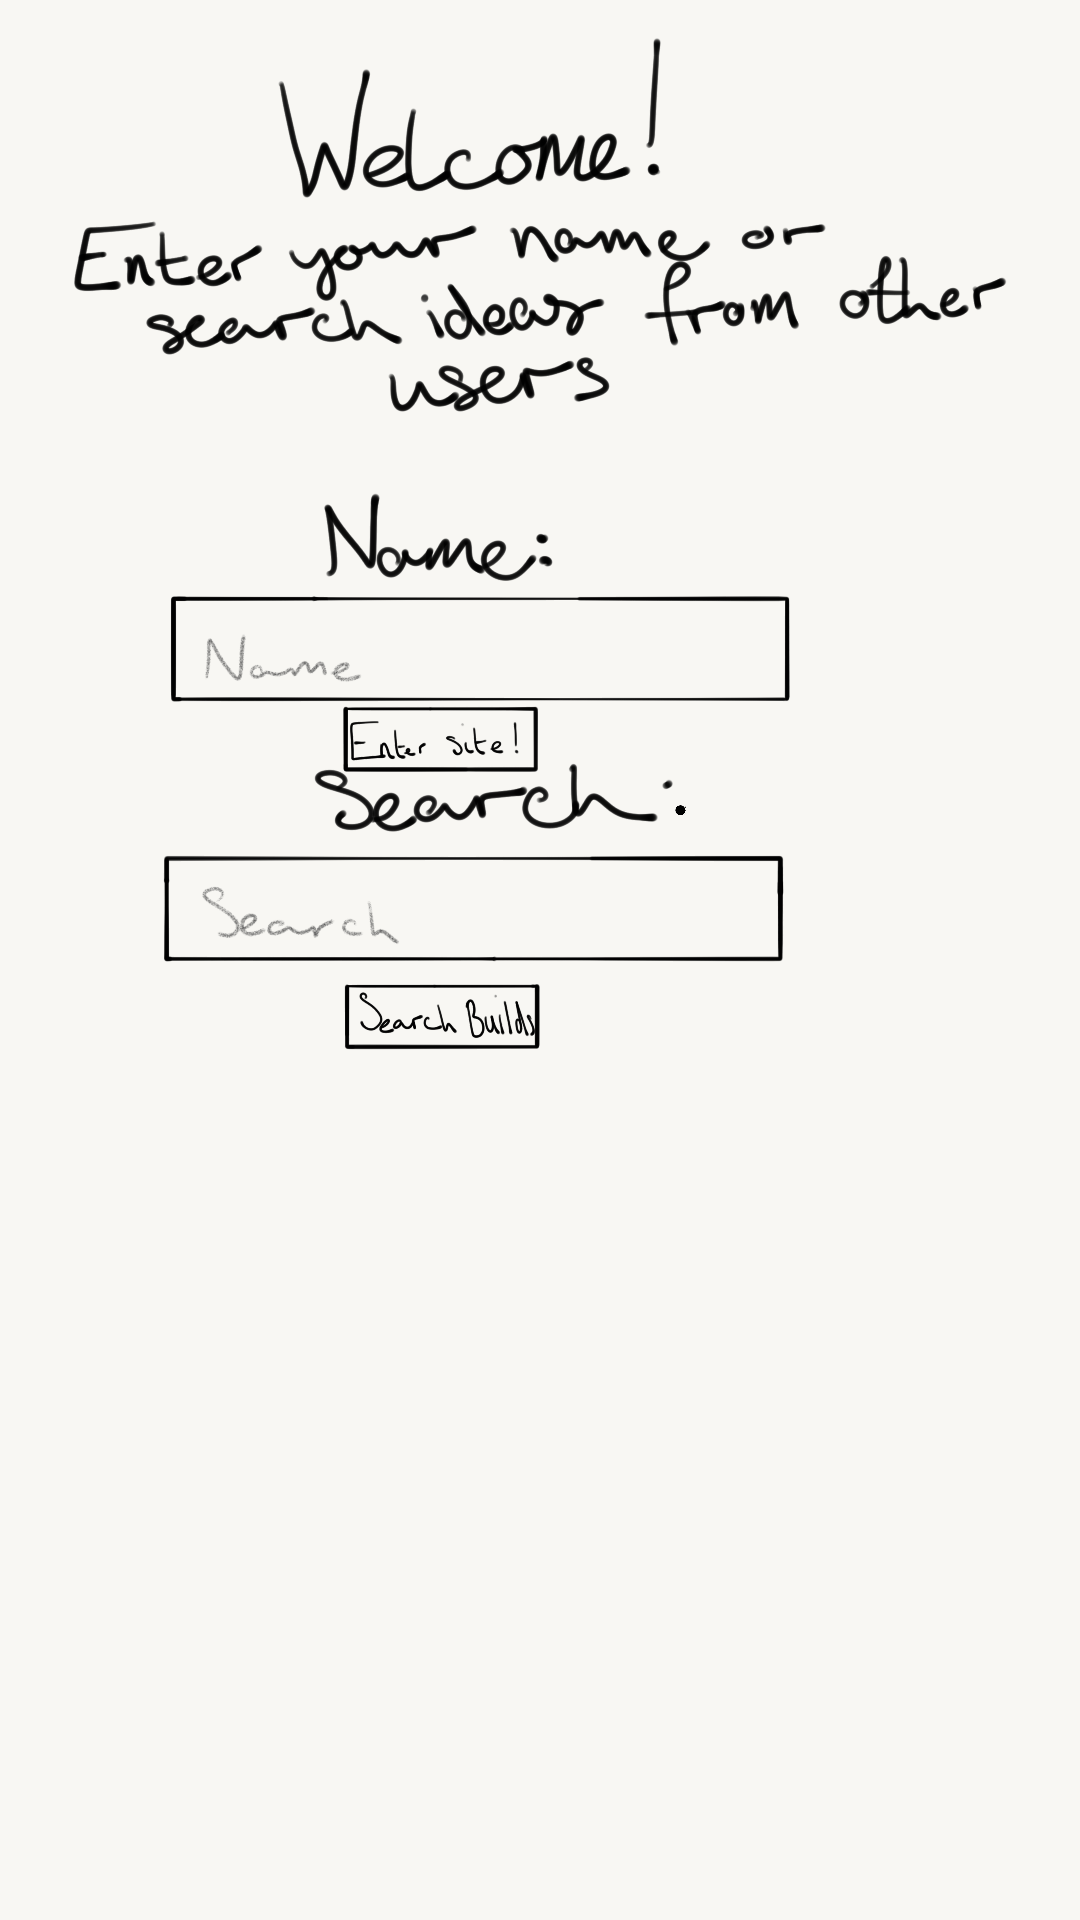 Welcome!
Enter your name or
search ideas from other
users
Name:
Name
Enter site!
Search:
Search
Search Builds